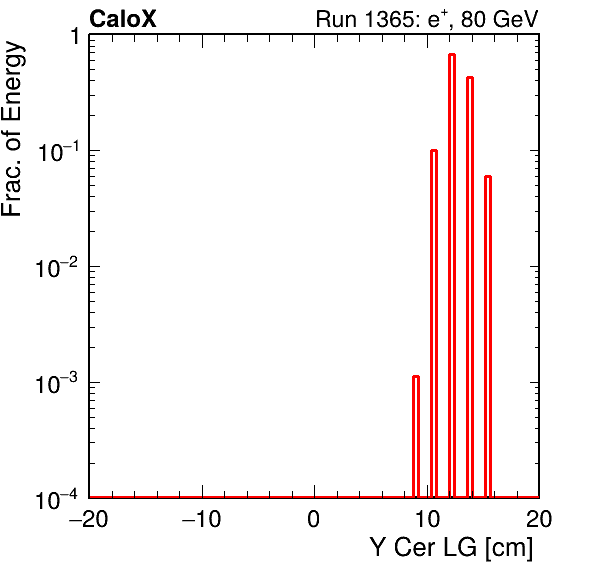 CaloX
Run 1365: e⁺, 80 GeV
Frac. of Energy
1
10⁻¹
10⁻²
10⁻³
10⁻⁴
−20
−10
0
10
20
Y Cer LG [cm]